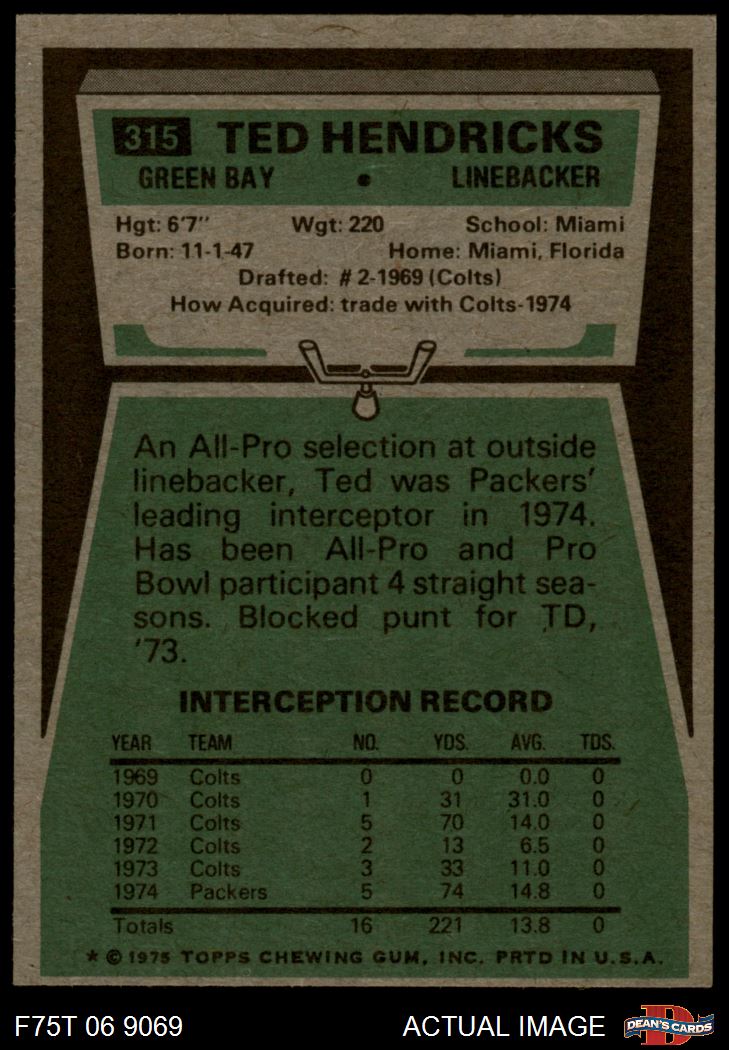 315 TED HENDRICKS
GREEN BAY • LINEBACKER
Hgt: 6'7" Wgt: 220 School: Miami
Born: 11-1-47 Home: Miami, Florida
Drafted: #2-1969 (Colts)
How Acquired: trade with Colts-1974
An All-Pro selection at outside
linebacker, Ted was Packers'
leading interceptor in 1974.
Has been All-Pro and Pro
Bowl participant 4 straight sea-
sons. Blocked punt for TD,
'73.
INTERCEPTION RECORD
YEAR TEAM NO. YDS. AVG. TDS.
1969 Colts 0 0 0.0 0
1970 Colts 1 31 31.0 0
1971 Colts 5 70 14.0 0
1972 Colts 2 13 6.5 0
1973 Colts 3 33 11.0 0
1974 Packers 5 74 14.8 0
Totals 16 221 13.8 0
* © 1975 TOPPS CHEWING GUM, INC. PRTD IN U.S.A.
F75T 06 9069 ACTUAL IMAGE DEAN'S CARDS